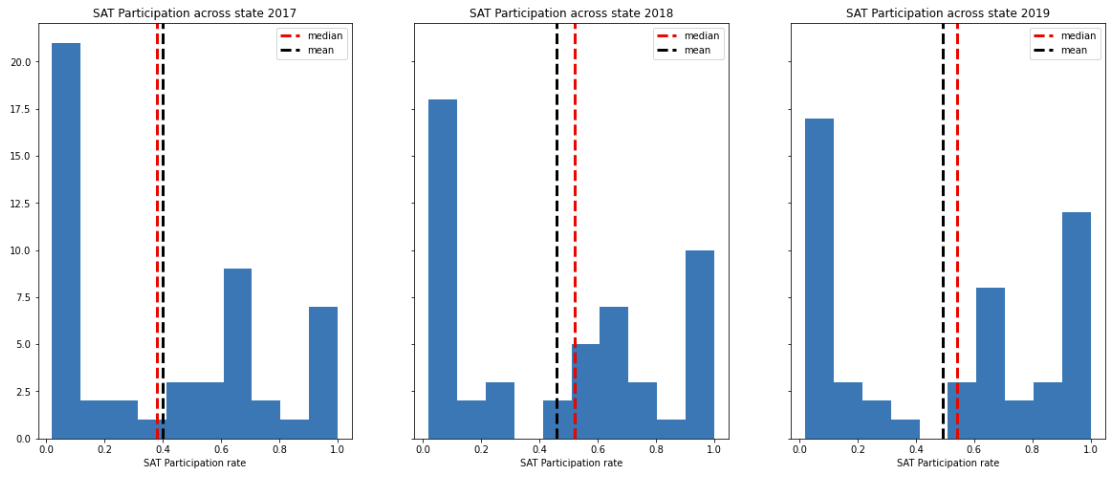 SAT Participation across state 2017
median
mean
20.0
17.5
15.0
12.5
10.0
7.5
5.0
2.5
0.0
0.0 0.2 0.4 0.6 0.8 1.0
SAT Participation rate
SAT Participation across state 2018
median
mean
0.0 0.2 0.4 0.6 0.8 1.0
SAT Participation rate
SAT Participation across state 2019
median
mean
0.0 0.2 0.4 0.6 0.8 1.0
SAT Participation rate